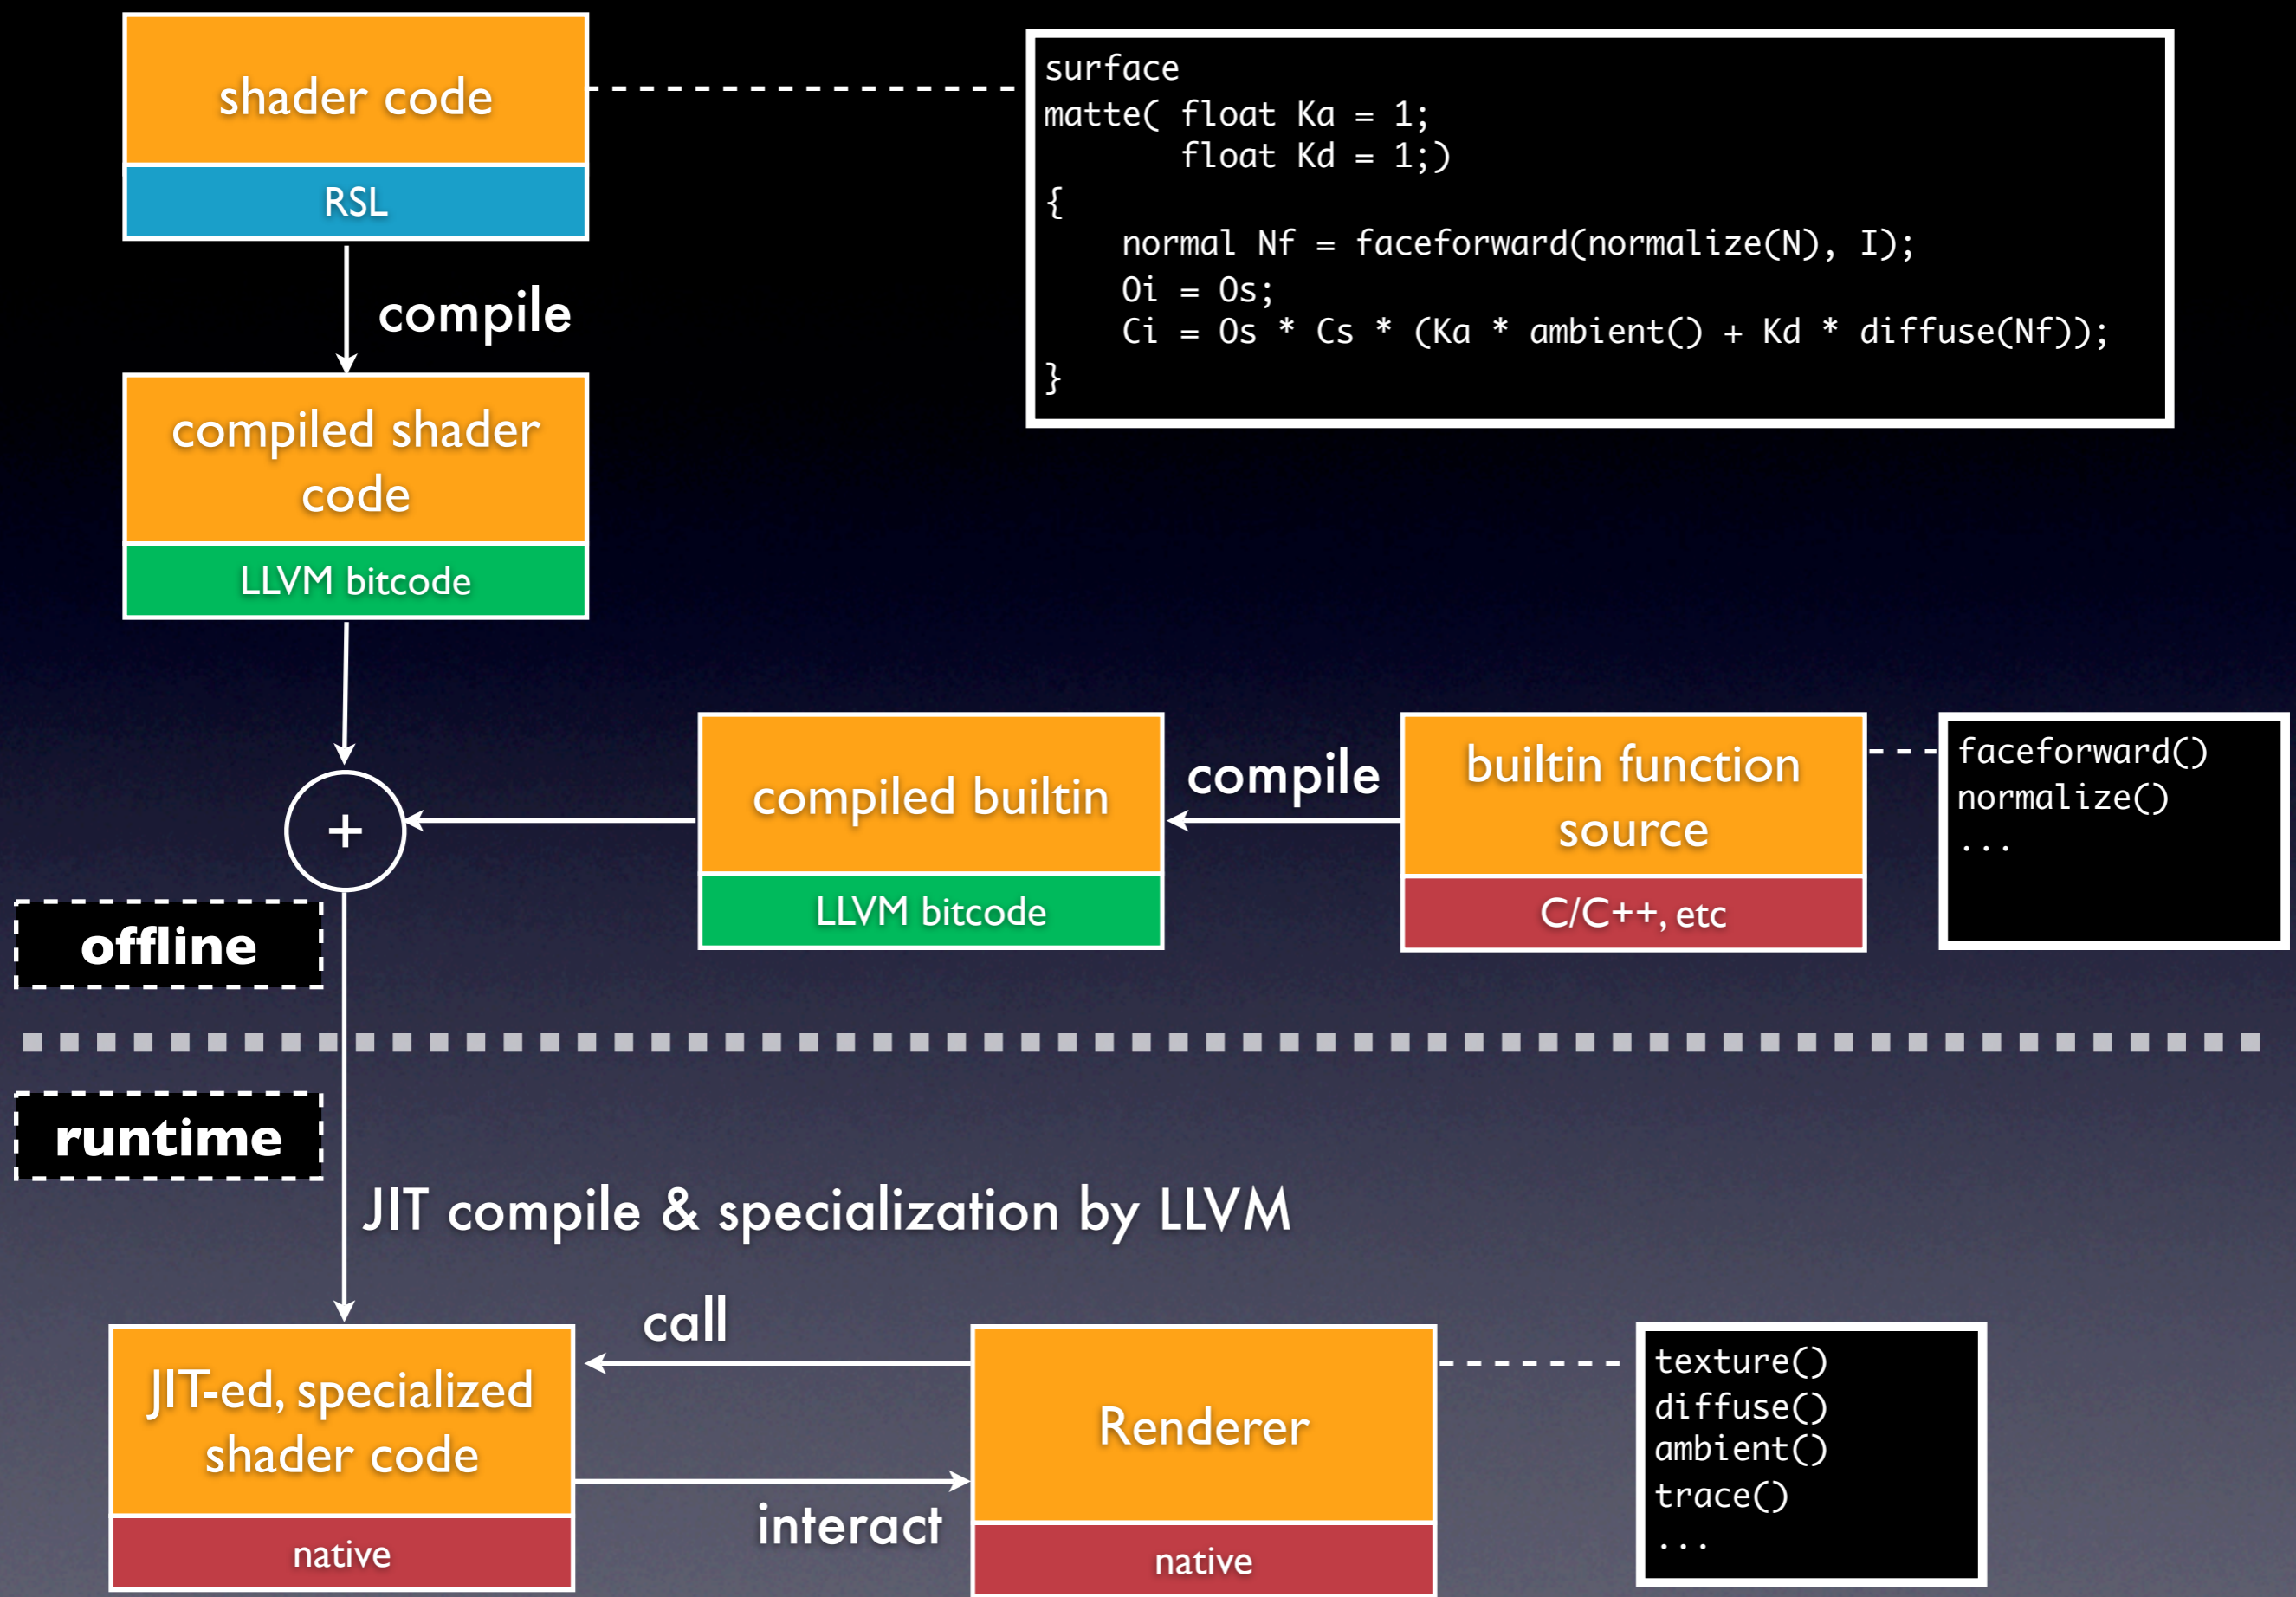 shader code
RSL
surface
matte( float Ka = 1;
float Kd = 1;)
{
normal Nf = faceforward(normalize(N), I);
Oi = Os;
Ci = Os * Cs * (Ka * ambient() + Kd * diffuse(Nf));
}
compile
compiled shader
code
LLVM bitcode
+
compiled builtin
LLVM bitcode
compile
builtin function
source
C/C++, etc
faceforward()
normalize()
...
offline
runtime
JIT compile & specialization by LLVM
call
JIT-ed, specialized
shader code
native
interact
Renderer
native
texture()
diffuse()
ambient()
trace()
...